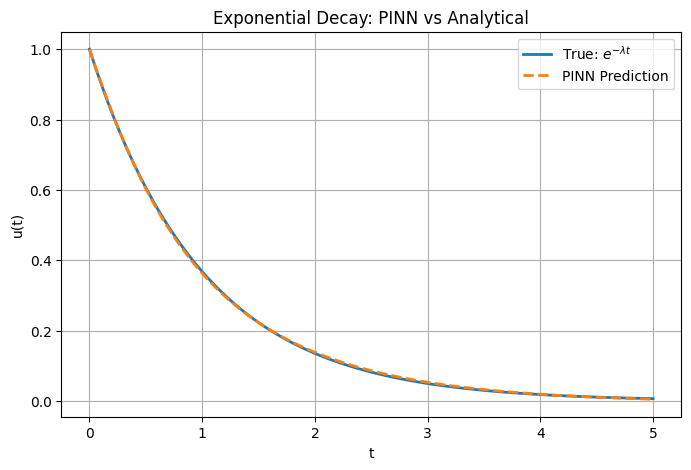 Exponential Decay: PINN vs Analytical
True: $e^{-\lambda t}$
PINN Prediction
1.0
0.8
0.6
0.4
0.2
0.0
u(t)
0 1 2 3 4 5
t